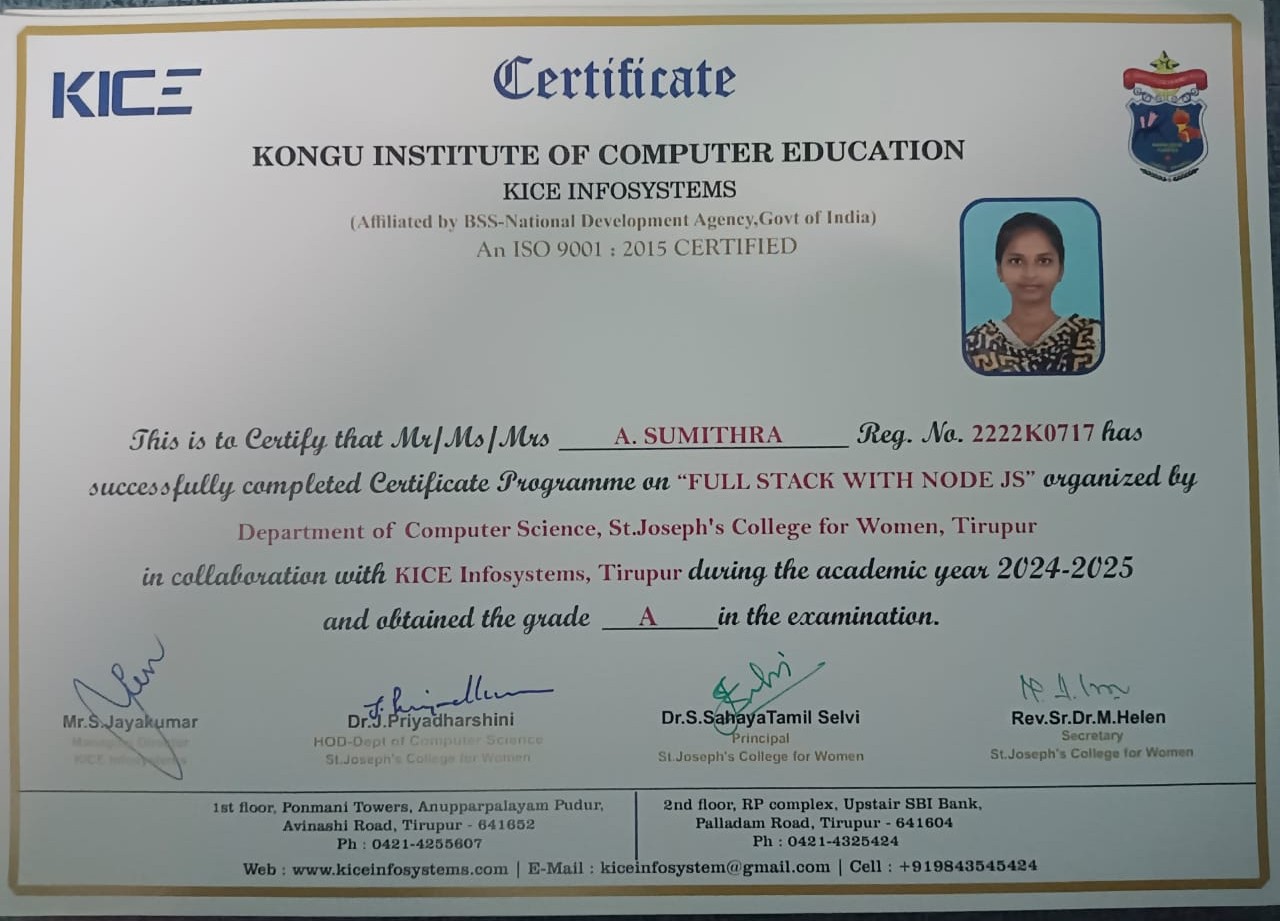 KICE
Certificate
KONGU INSTITUTE OF COMPUTER EDUCATION
KICE INFOSYSTEMS
(Affiliated by BSS-National Development Agency,Govt of India)
An ISO 9001 : 2015 CERTIFIED
This is to Certify that Mr/Ms/Mrs A. SUMITHRA Reg. No. 2222K0717 has
successfully completed Certificate Programme on “FULL STACK WITH NODE JS” organized by
Department of Computer Science, St.Joseph's College for Women, Tirupur
in collaboration with KICE Infosystems, Tirupur during the academic year 2024-2025
and obtained the grade A in the examination.
Mr.S.Jayakumar
Managing Director
KICE Infosystems
Dr.J.Priyadharshini
HOD-Dept of Computer Science
St.Joseph's College for Women
Dr.S.SahayaTamil Selvi
Principal
St.Joseph's College for Women
Rev.Sr.Dr.M.Helen
Secretary
St.Joseph's College for Women
1st floor, Ponmani Towers, Anupparpalayam Pudur,
Avinashi Road, Tirupur - 641652
Ph : 0421-4255607
2nd floor, RP complex, Upstair SBI Bank,
Palladam Road, Tirupur - 641604
Ph : 0421-4325424
Web : www.kiceinfosystems.com | E-Mail : kiceinfosystem@gmail.com | Cell : +919843545424